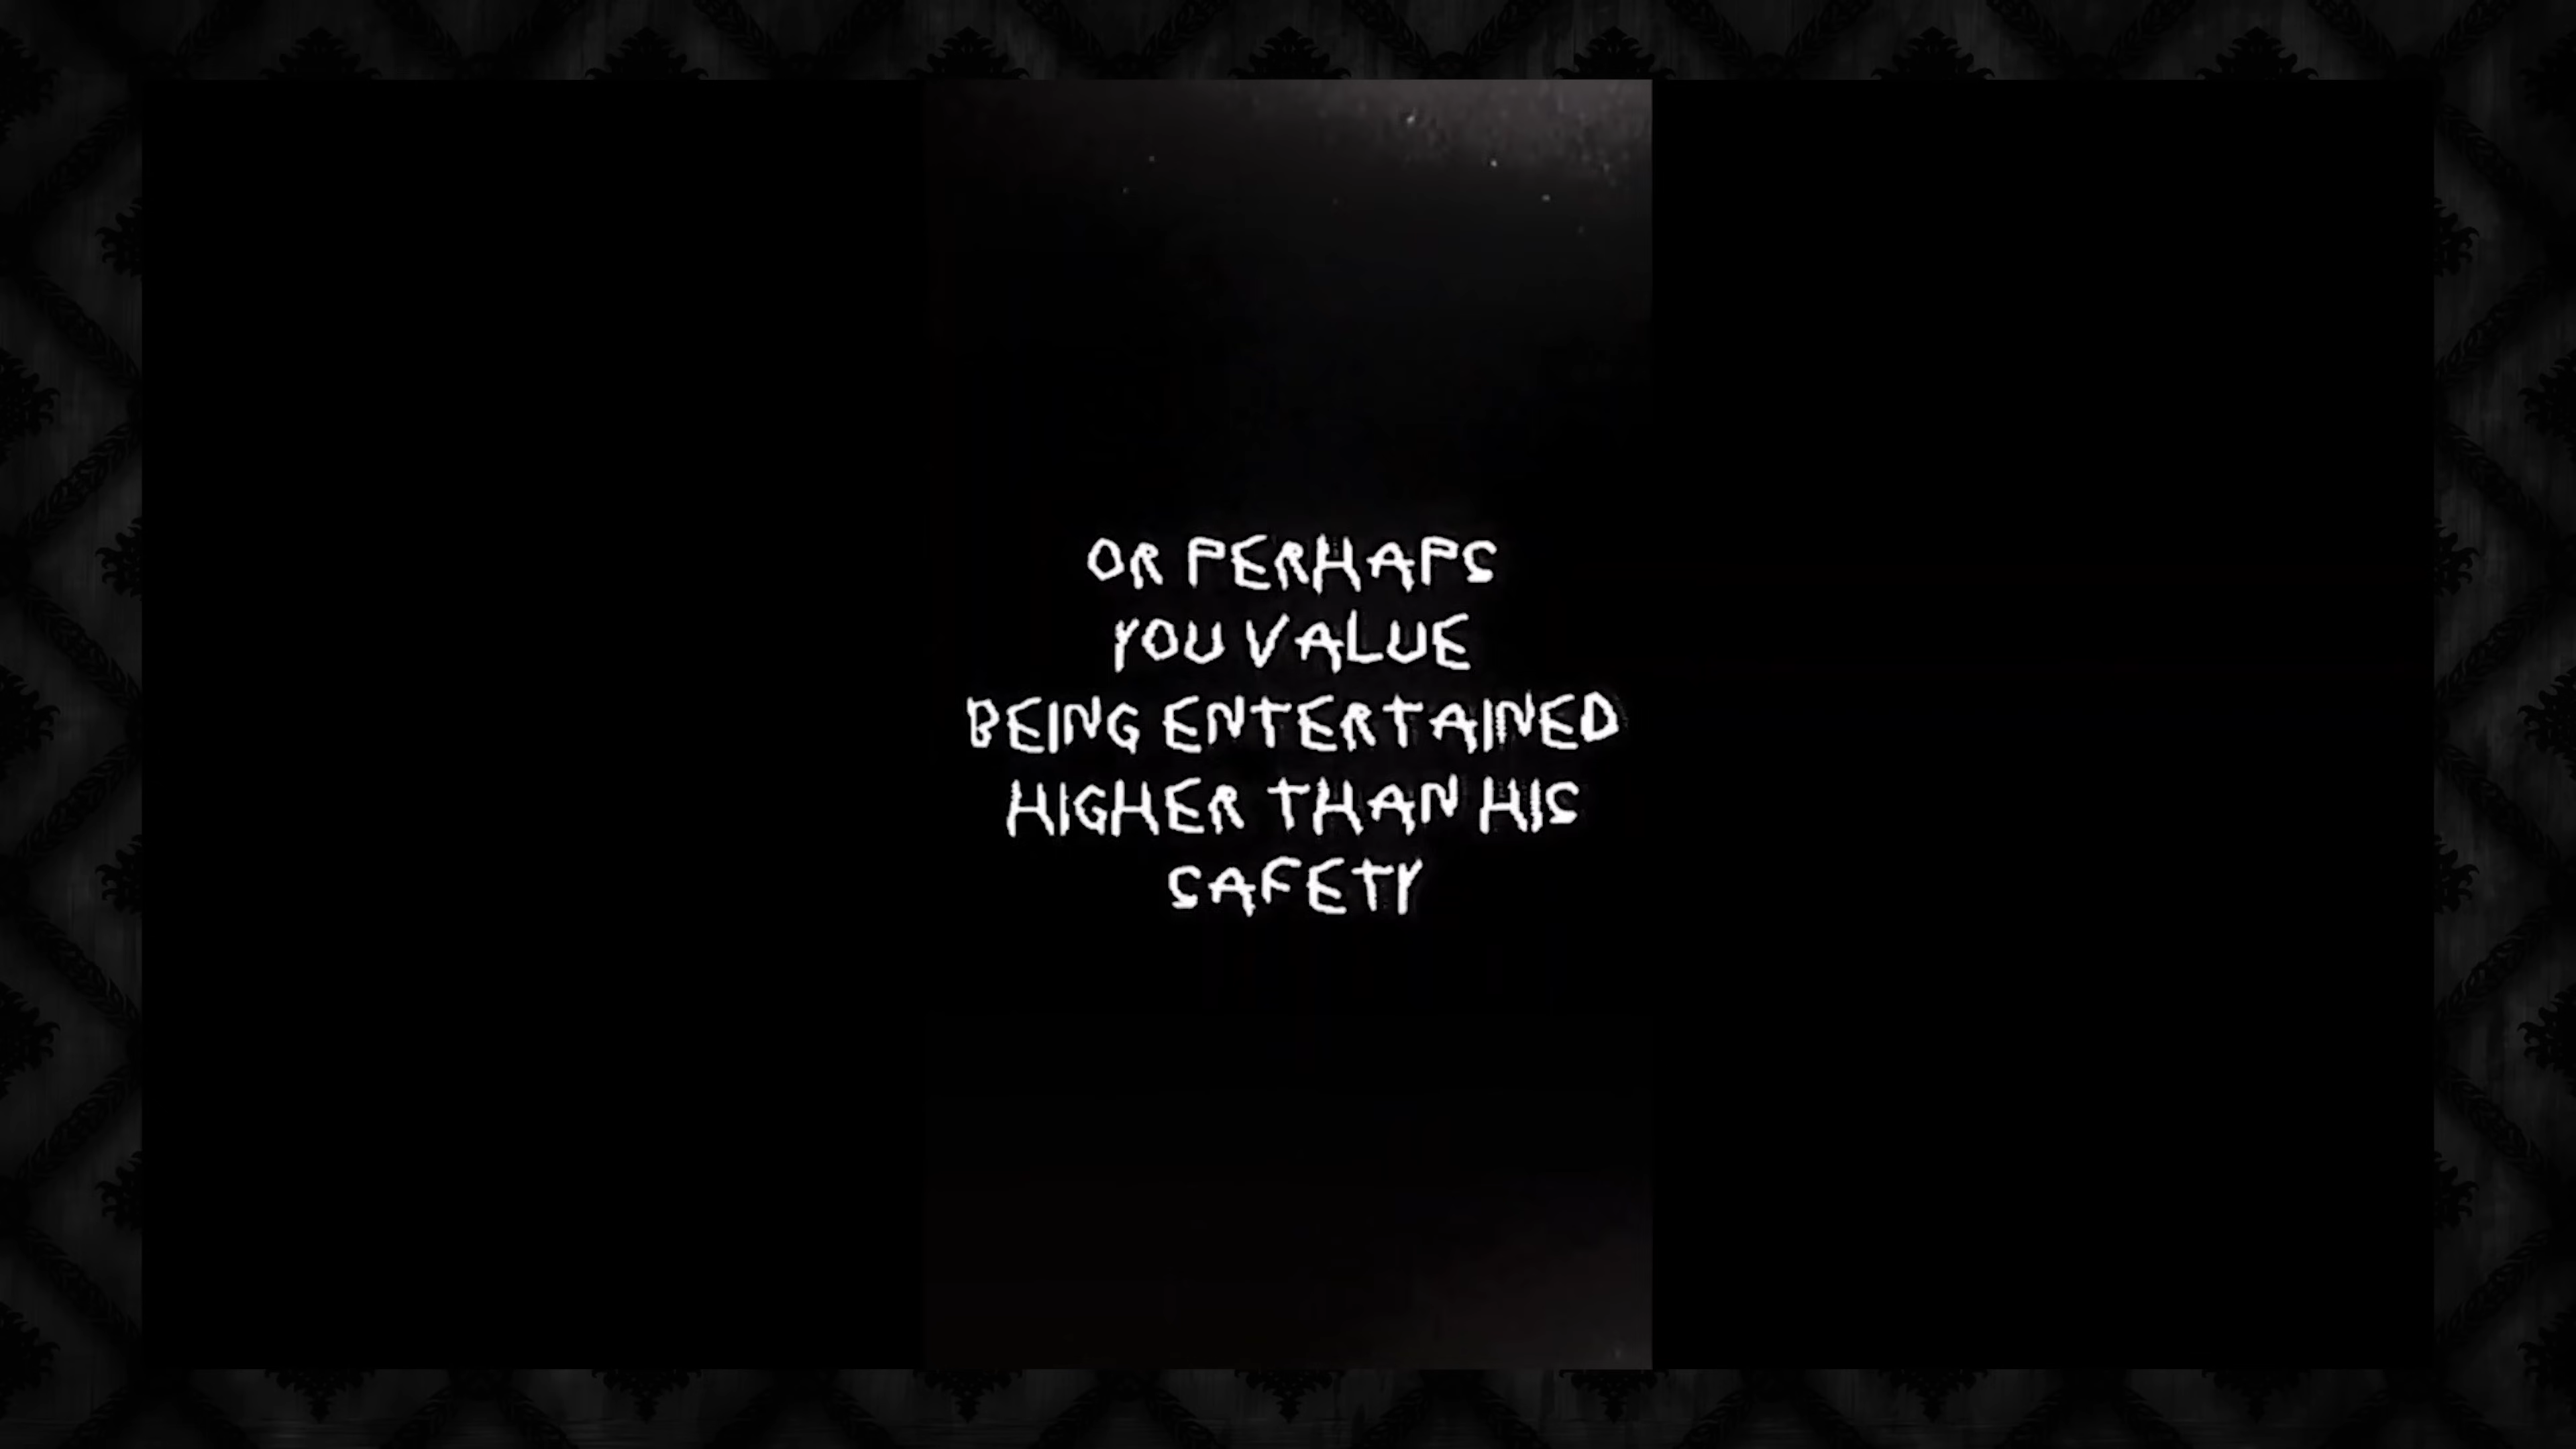 OR PERHAPS
YOU VALUE
BEING ENTERTAINED
HIGHER THAN HIS
SAFETY